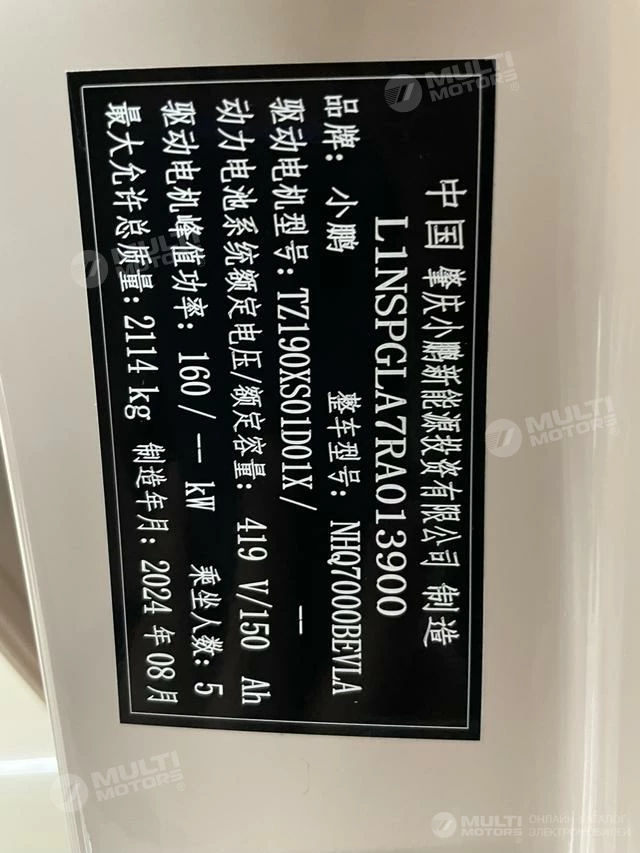 中国 肇庆小鹏新能源投资有限公司 制造
L1NSPGLA7RA013900
品牌: 小鹏 整车型号: NHQ7000BEVLA
驱动电机型号: TZ190XS01D01X/ --
动力电池系统额定电压/额定容量: 419 V/150 Ah
驱动电机峰值功率: 160/ -- kW 乘坐人数: 5
最大允许总质量: 2114 kg 制造年月: 2024 年 08 月
MULTI MOTORS®
MULTI MOTORS
MULTI MOTORS®
MULTI MOTORS®
MULTI MOTORS® ОНЛАЙН-КАТАЛОГ ЭЛЕКТРОМОБИЛЕЙ